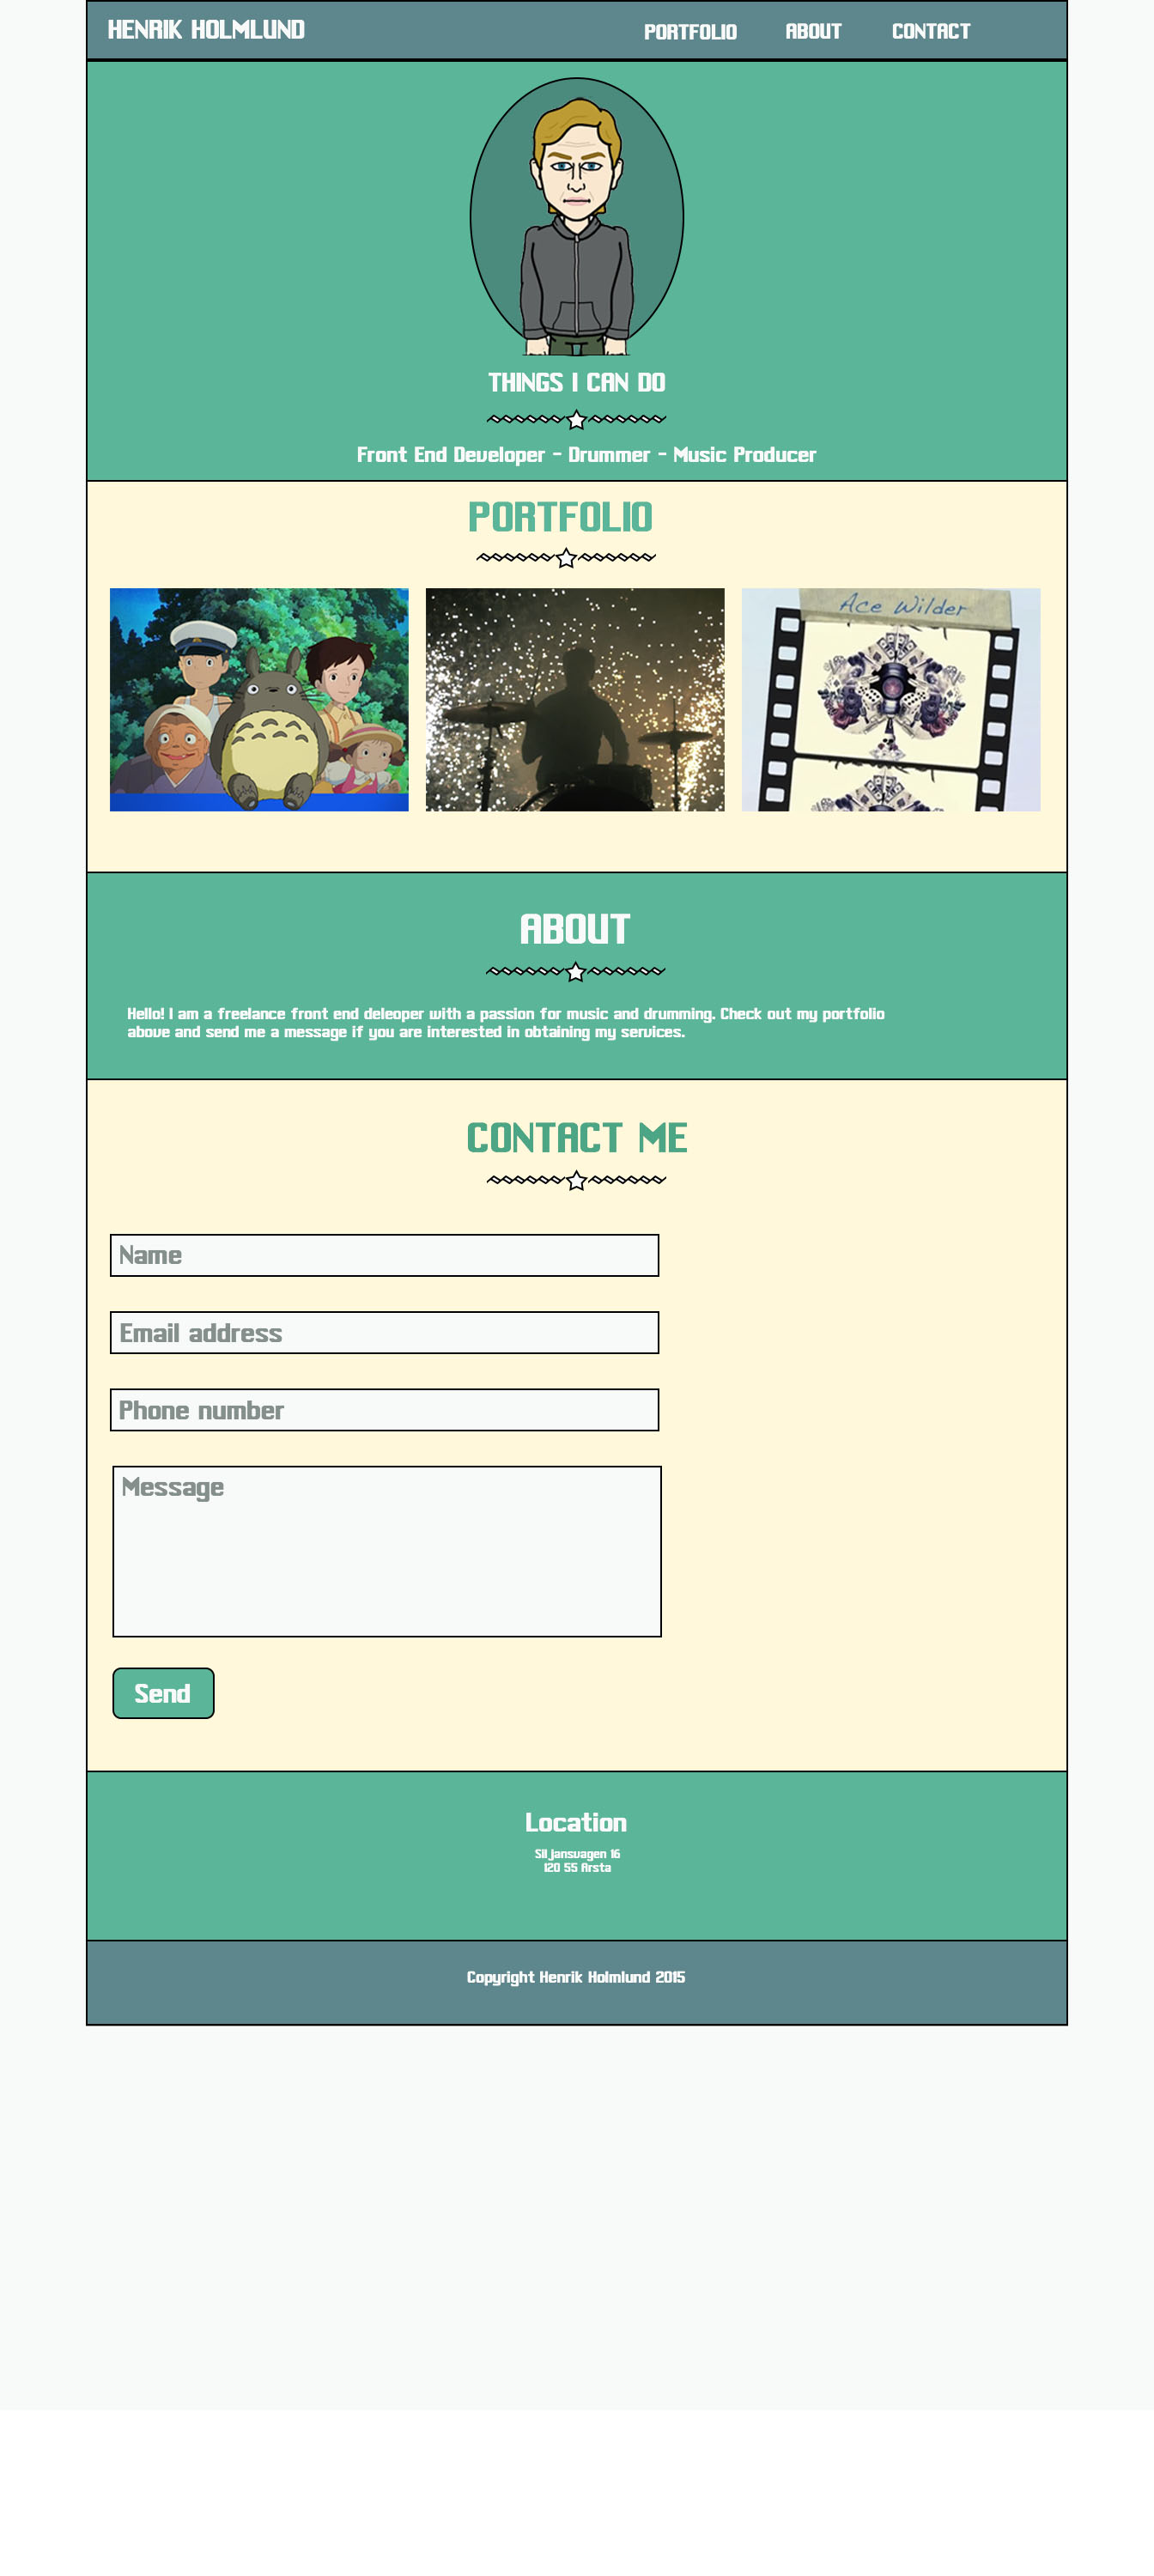 HENRIK HOLMLUND
PORTFOLIO
ABOUT
CONTACT
THINGS I CAN DO
Front End Developer - Drummer - Music Producer
PORTFOLIO
Ace Wilder
ABOUT
Hello! I am a freelance front end deleoper with a passion for music and drumming. Check out my portfolio
above and send me a message if you are interested in obtaining my services.
CONTACT ME
Name
Email address
Phone number
Message
Send
Location
Siljansvagen 16
120 55 Arsta
Copyright Henrik Holmlund 2015